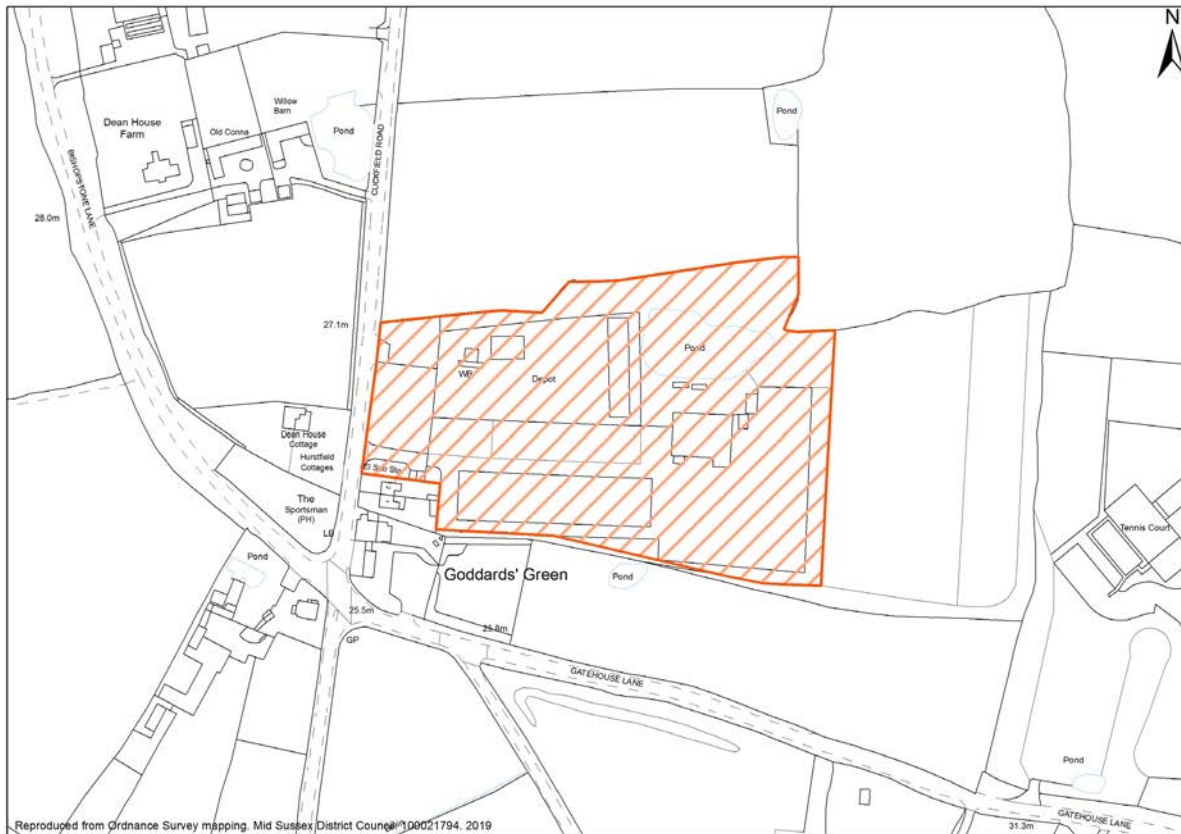 N
Dean House
Farm
Old Conna
Willow
Barn
Pond
Pond
BISHOPSTONE LANE
CUCKFIELD ROAD
28.0m
27.1m
WB
Depot
Pond
Dean House
Cottage
Hurstfield
Cottages
El Sub Sta
The
Sportsman
(PH)
LB
Tennis Court
Pond
Goddards' Green
Pond
25.5m
25.8m
GP
GATEHOUSE LANE
Pond
GATEHOUSE LANE
31.3m
Reproduced from Ordnance Survey mapping. Mid Sussex District Council 100021794. 2019